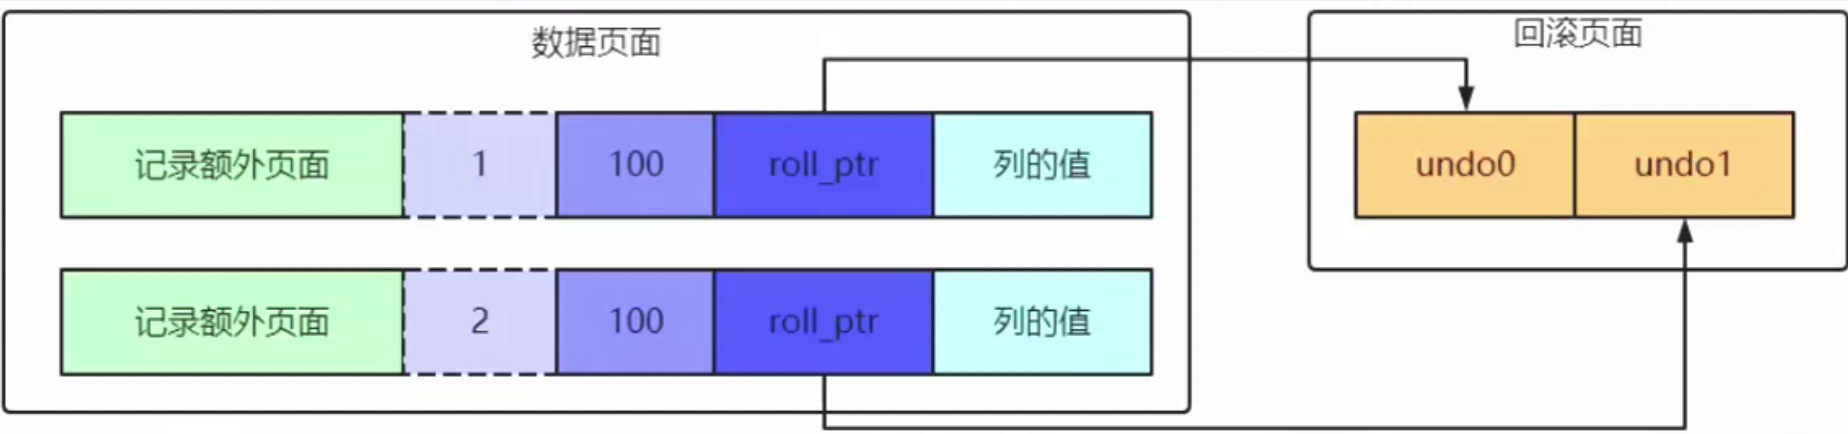 数据页面
回滚页面
记录额外页面 1 100 roll_ptr 列的值
undo0 undo1
记录额外页面 2 100 roll_ptr 列的值